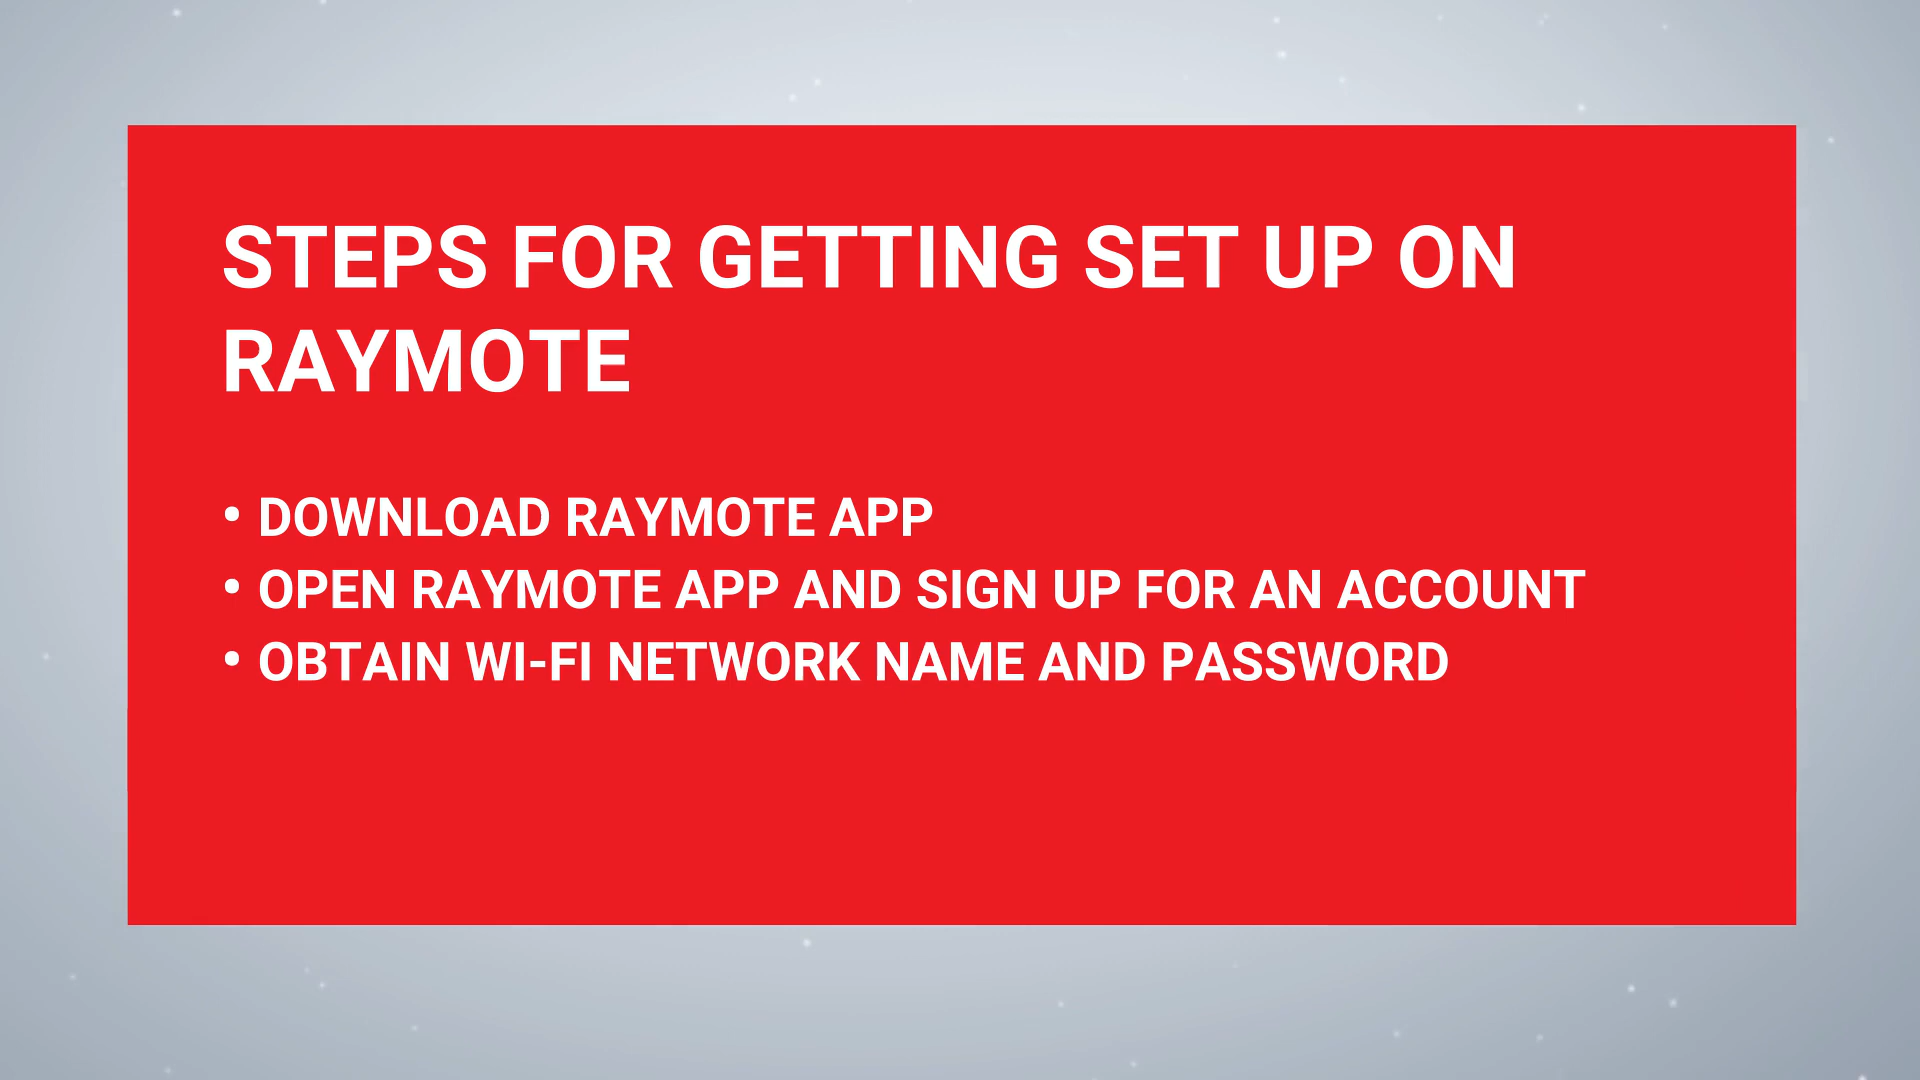 STEPS FOR GETTING SET UP ON
RAYMOTE
• DOWNLOAD RAYMOTE APP
• OPEN RAYMOTE APP AND SIGN UP FOR AN ACCOUNT
• OBTAIN WI-FI NETWORK NAME AND PASSWORD